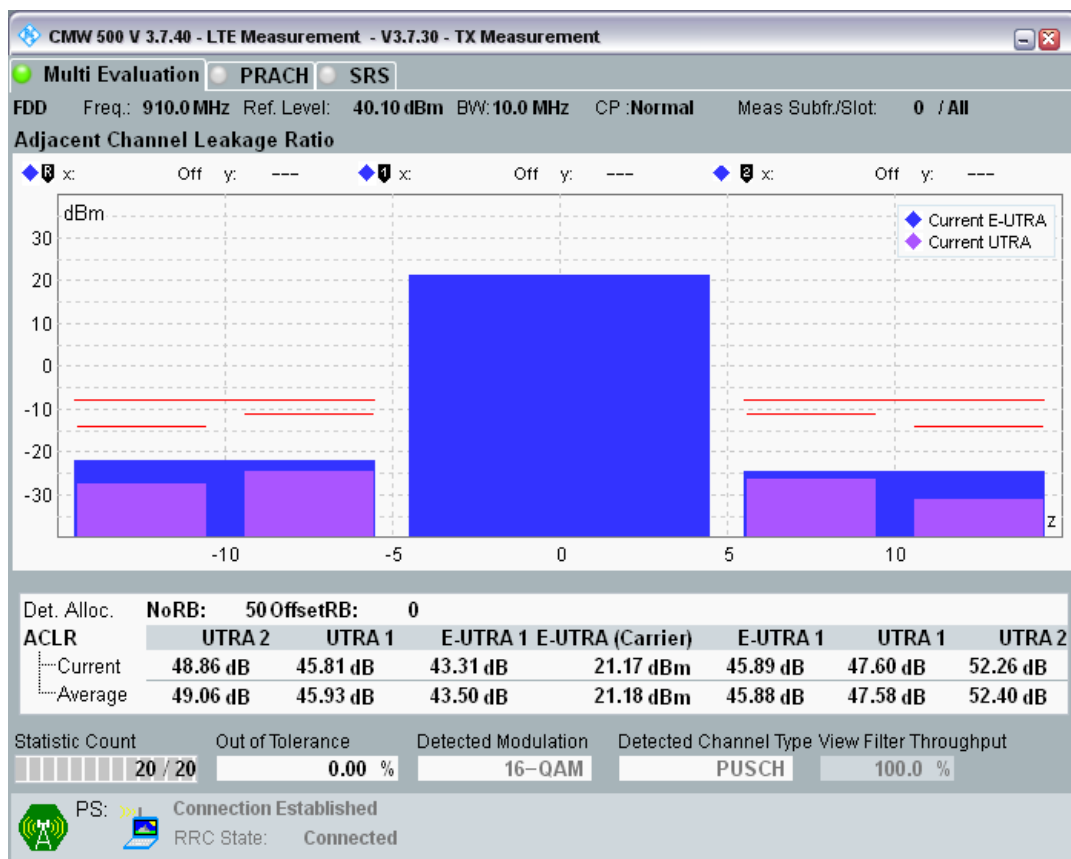 CMW 500 V 3.7.40 - LTE Measurement - V3.7.30 - TX Measurement
Multi Evaluation PRACH SRS
FDD Freq.: 910.0 MHz Ref. Level: 40.10 dBm BW: 10.0 MHz CP :Normal Meas Subfr./Slot: 0 / All
Adjacent Channel Leakage Ratio
R x: Off y: --- 1 x: Off y: --- 2 x: Off y: ---
dBm
Current E-UTRA
Current UTRA
30
20
10
0
-10
-20
-30
z
-10 -5 0 5 10
Det. Alloc. NoRB: 50 OffsetRB: 0
ACLR UTRA 2 UTRA 1 E-UTRA 1 E-UTRA (Carrier) E-UTRA 1 UTRA 1 UTRA 2
Current 48.86 dB 45.81 dB 43.31 dB 21.17 dBm 45.89 dB 47.60 dB 52.26 dB
Average 49.06 dB 45.93 dB 43.50 dB 21.18 dBm 45.88 dB 47.58 dB 52.40 dB
Statistic Count Out of Tolerance Detected Modulation Detected Channel Type View Filter Throughput
20 / 20 0.00 % 16-QAM PUSCH 100.0 %
PS: Connection Established
RRC State: Connected